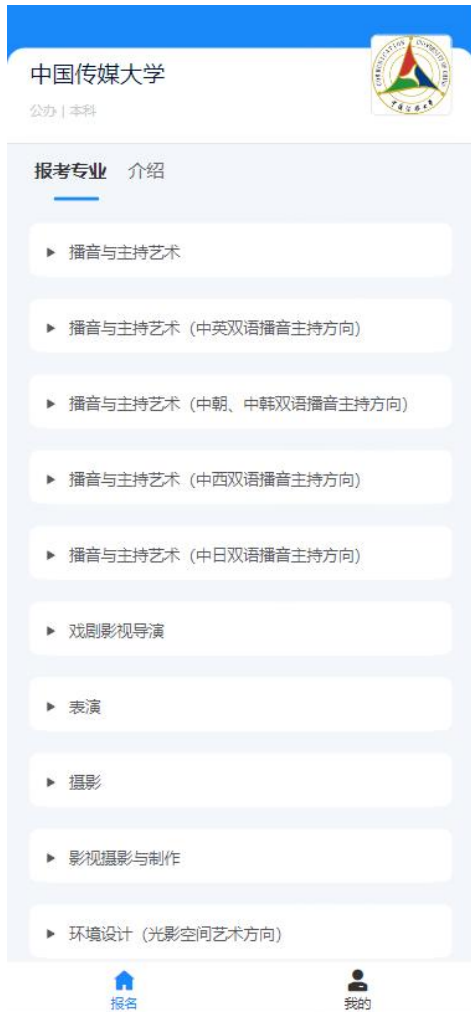 中国传媒大学
公办 | 本科
报考专业 介绍
播音与主持艺术
播音与主持艺术（中英双语播音主持方向）
播音与主持艺术（中朝、中韩双语播音主持方向）
播音与主持艺术（中西双语播音主持方向）
播音与主持艺术（中日双语播音主持方向）
戏剧影视导演
表演
摄影
影视摄影与制作
环境设计（光影空间艺术方向）
报名 我的